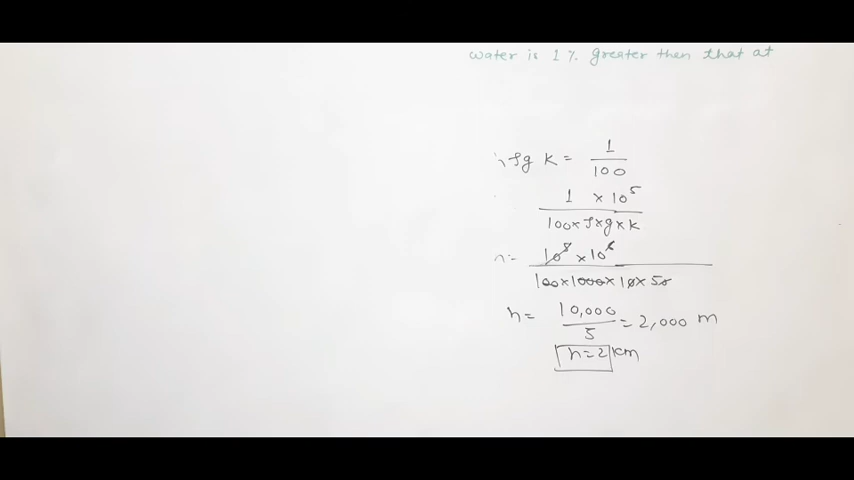 water is 1 %. greater then that at
hρg K = 1/100
1 × 10⁵ / 100×ρ×g×K
10⁵ × 10⁶ / 100×1000×10×50
h = 10,000/5 = 2,000 m
h=2 km